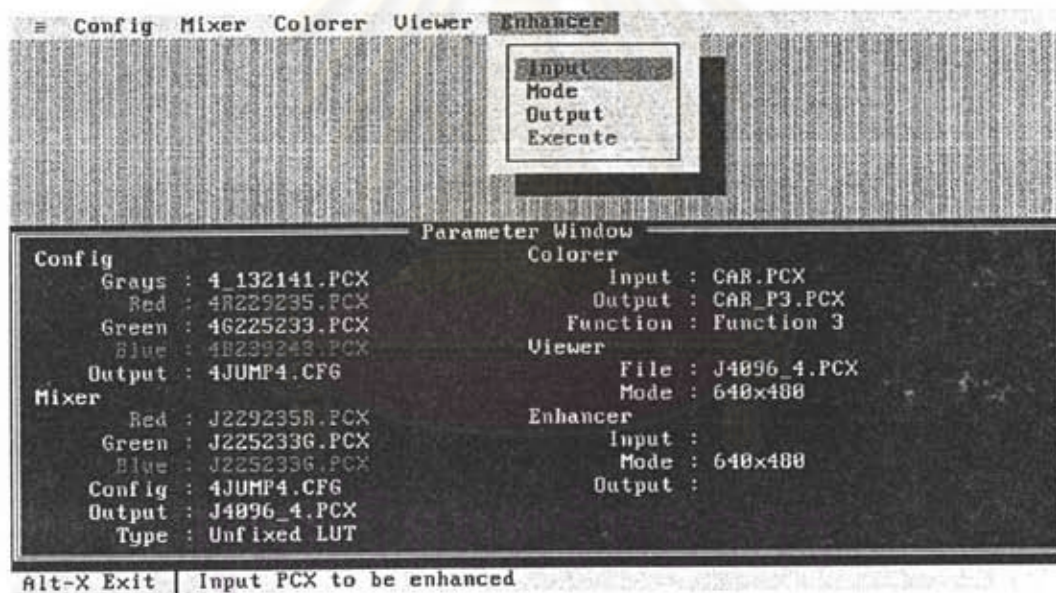 ≡ Config Mixer Colorer Viewer Enhancer
Input
Mode
Output
Execute
Parameter Window
Config
Grays : 4_132141.PCX
Red : 4R229235.PCX
Green : 4G225233.PCX
Blue : 4B239243.PCX
Output : 4JUMP4.CFG
Mixer
Red : J229235R.PCX
Green : J225233G.PCX
Blue : J225233G.PCX
Config : 4JUMP4.CFG
Output : J4096_4.PCX
Type : Unfixed LUT
Colorer
Input : CAR.PCX
Output : CAR_P3.PCX
Function : Function 3
Viewer
File : J4096_4.PCX
Mode : 640x480
Enhancer
Input :
Mode : 640x480
Output :
Alt-X Exit | Input PCX to be enhanced